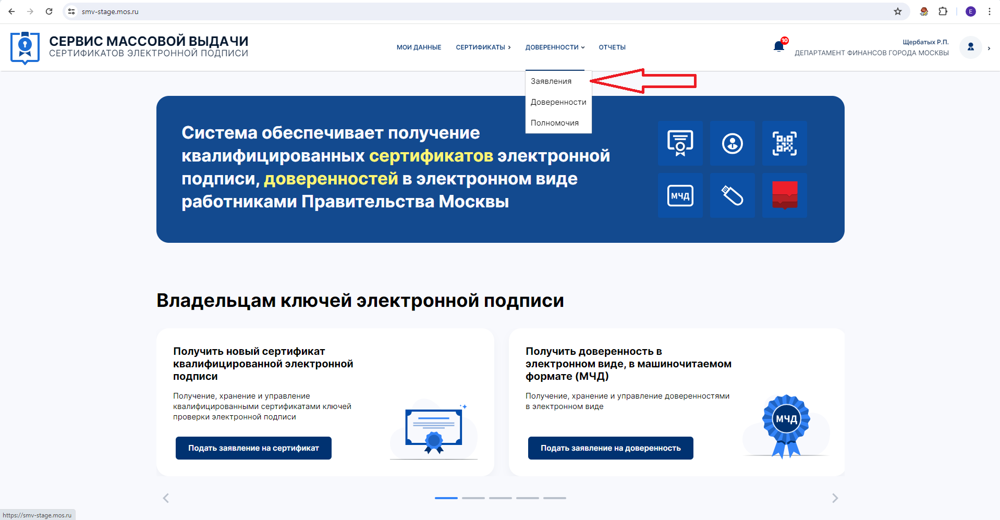 smv-stage.mos.ru
E
СЕРВИС МАССОВОЙ ВЫДАЧИ
СЕРТИФИКАТОВ ЭЛЕКТРОННОЙ ПОДПИСИ
МОИ ДАННЫЕ
СЕРТИФИКАТЫ
ДОВЕРЕННОСТИ
ОТЧЕТЫ
10
Щербатых Р.П.
ДЕПАРТАМЕНТ ФИНАНСОВ ГОРОДА МОСКВЫ
Заявления
Доверенности
Полномочия
Система обеспечивает получение
квалифицированных сертификатов электронной
подписи, доверенностей в электронном виде
работниками Правительства Москвы
МЧД
Владельцам ключей электронной подписи
Получить новый сертификат
квалифицированной электронной
подписи
Получение, хранение и управление
квалифицированными сертификатами ключей
проверки электронной подписи
Подать заявление на сертификат
Получить доверенность в
электронном виде, в машиночитаемом
формате (МЧД)
Получение, хранение и управление доверенностями
в электронном виде
МЧД
Подать заявление на доверенность
https://smv-stage.mos.ru